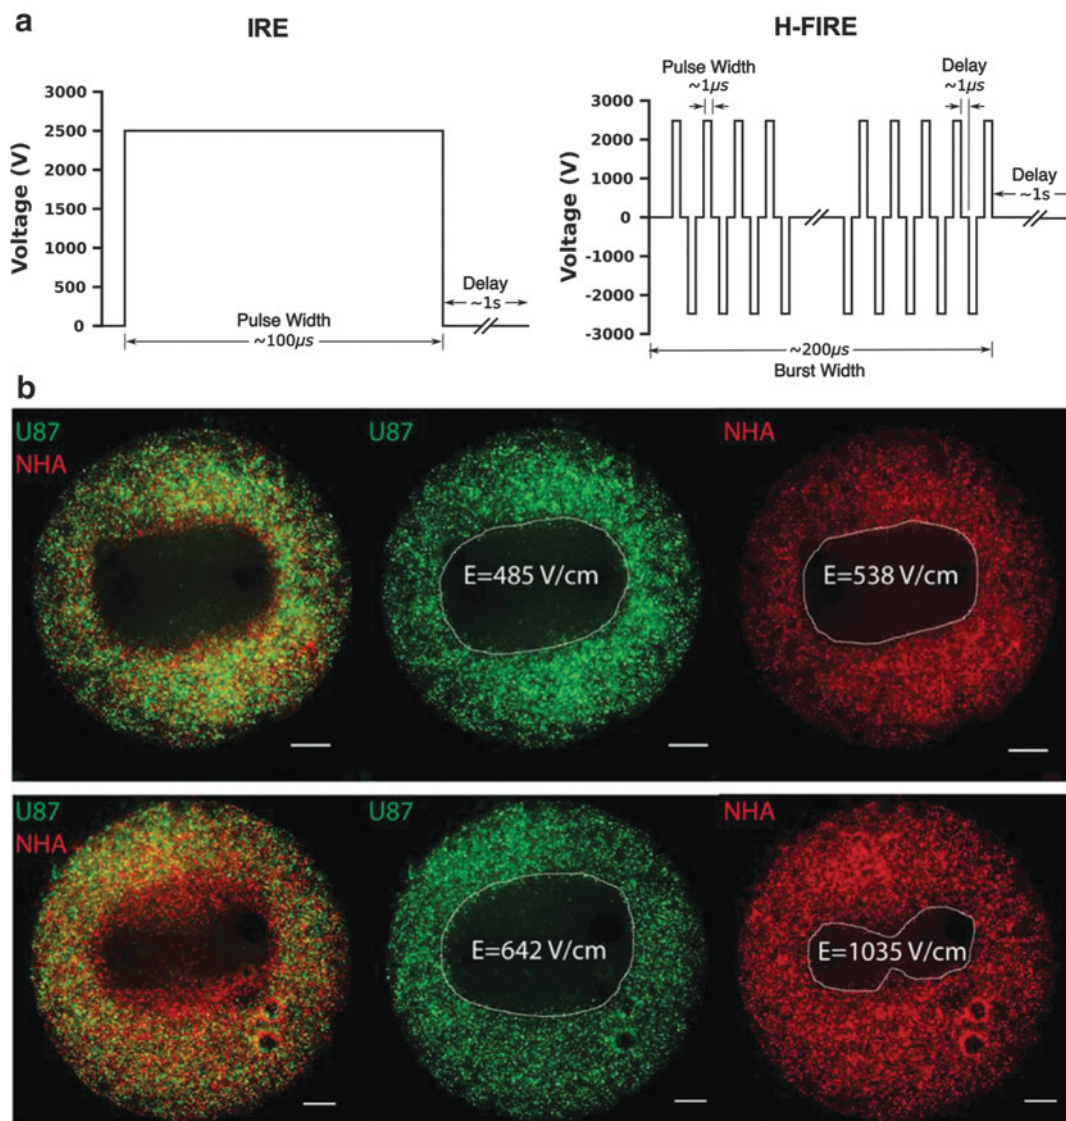 a
IRE
H-FIRE
Voltage (V)
3000
2500
2000
1500
1000
500
0
Pulse Width
~100µs
Delay
~1s
Voltage (V)
3000
2000
1000
0
-1000
-2000
-3000
Pulse Width
~1µs
Delay
~1µs
Delay
~1s
~200µs
Burst Width
b
U87
NHA
U87
E=485 V/cm
NHA
E=538 V/cm
U87
NHA
U87
E=642 V/cm
NHA
E=1035 V/cm